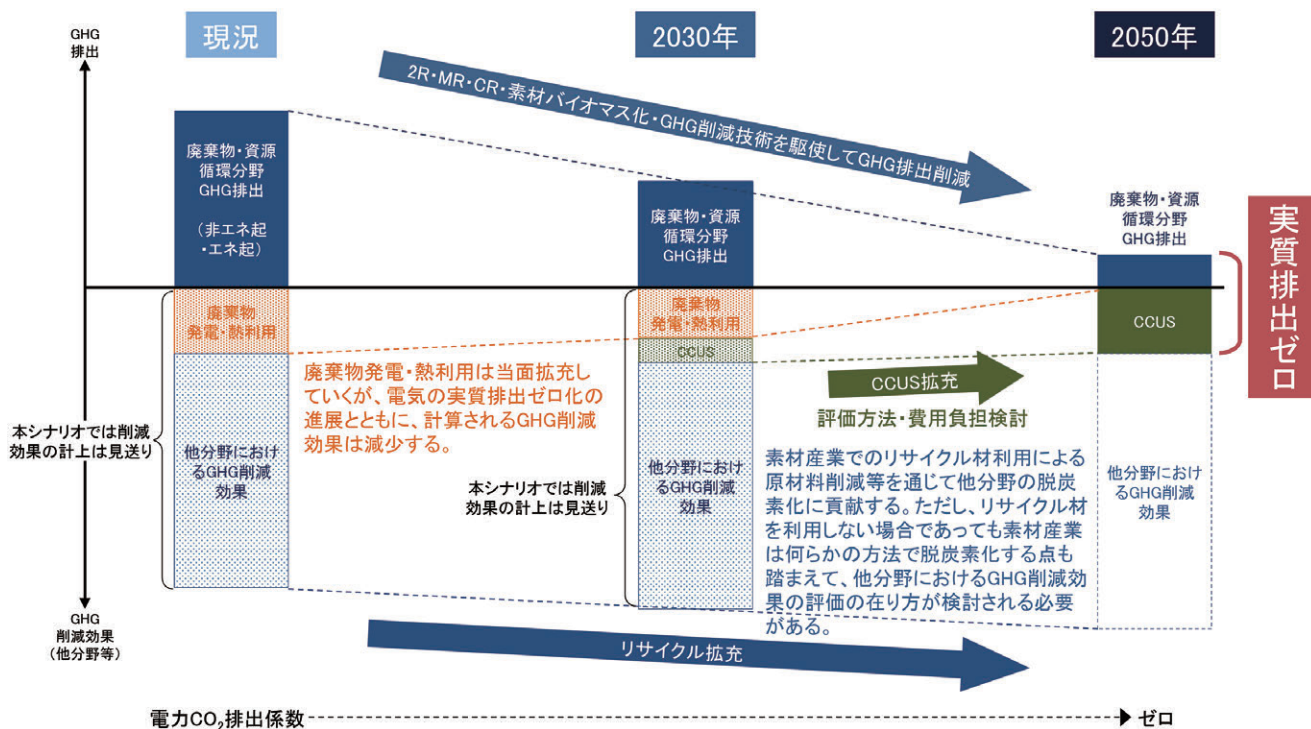 GHG
排出
現況
2030年
2050年
2R・MR・CR・素材バイオマス化・GHG削減技術を駆使してGHG排出削減
廃棄物・資源
循環分野
GHG排出
(非エネ起
・エネ起)
廃棄物・資源
循環分野
GHG排出
廃棄物・資源
循環分野
GHG排出
実質排出ゼロ
廃棄物
発電・熱利用
廃棄物
発電・熱利用
CCUS
CCUS
廃棄物発電・熱利用は当面拡充し
ていくが、電気の実質排出ゼロ化の
進展とともに、計算されるGHG削減
効果は減少する。
CCUS拡充
評価方法・費用負担検討
本シナリオでは削減
効果の計上は見送り
他分野におけ
るGHG削減
効果
本シナリオでは削減
効果の計上は見送り
他分野におけ
るGHG削減
効果
素材産業でのリサイクル材利用による
原材料削減等を通じて他分野の脱炭
素化に貢献する。ただし、リサイクル材
を利用しない場合であっても素材産業
は何らかの方法で脱炭素化する点も
踏まえて、他分野におけるGHG削減効
果の評価の在り方が検討される必要
がある。
他分野におけ
るGHG削減
効果
GHG
削減効果
(他分野等)
リサイクル拡充
電力CO₂排出係数
ゼロ